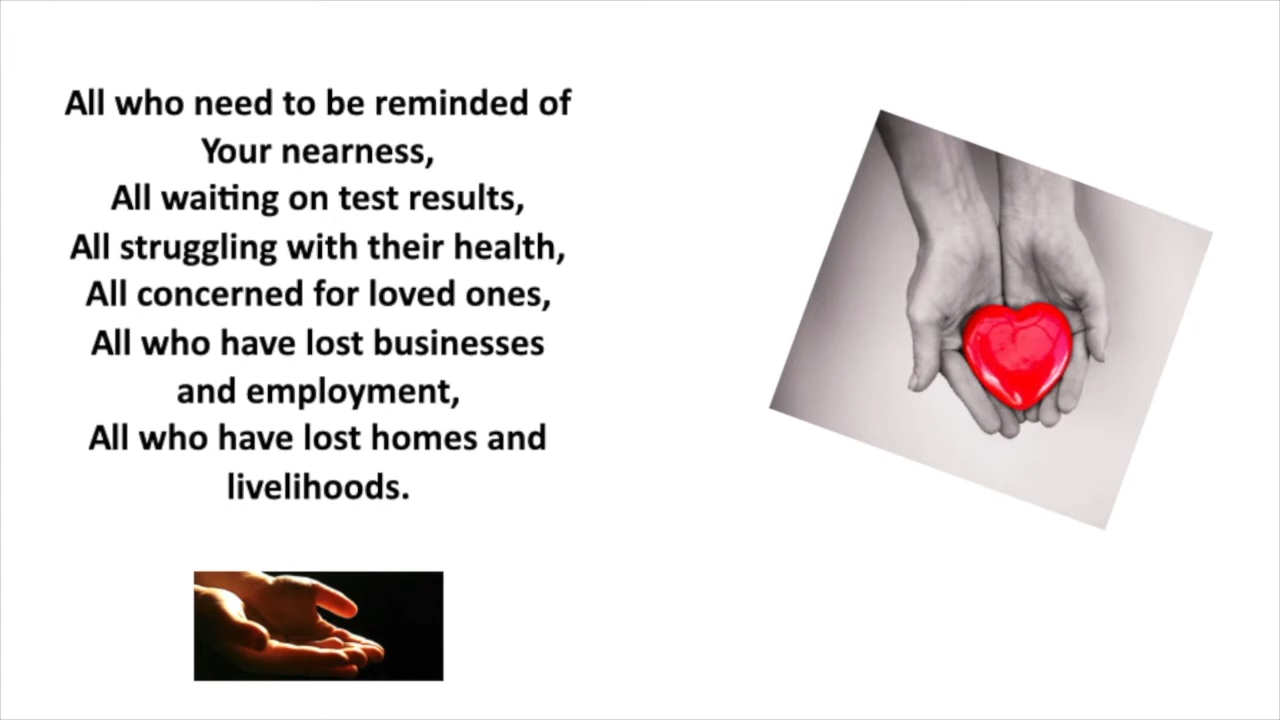 All who need to be reminded of
Your nearness,
All waiting on test results,
All struggling with their health,
All concerned for loved ones,
All who have lost businesses
and employment,
All who have lost homes and
livelihoods.